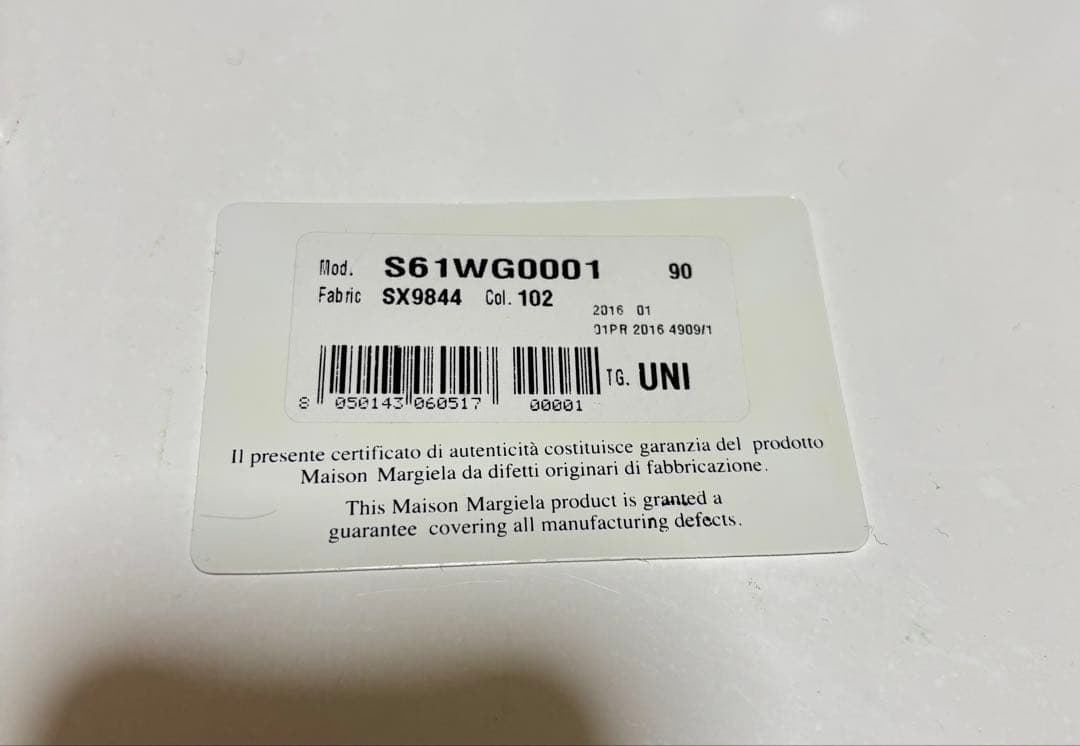 Mod. S61WG0001 90
Fabric SX9844 Col. 102
2016 01
01PR 2016 4909/1
TG. UNI
8 050143 060517 00001
Il presente certificato di autenticità costituisce garanzia del prodotto
Maison Margiela da difetti originari di fabbricazione.
This Maison Margiela product is granted a
guarantee covering all manufacturing defects.